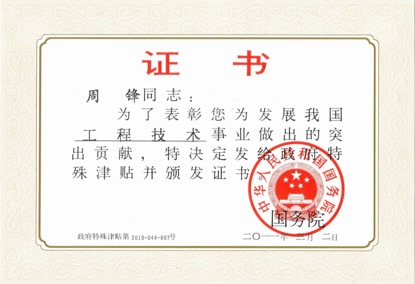 证书
周 锋同志：
为了表彰您为发展我国
工程技术事业做出的突
出贡献，特决定发给政府特
殊津贴并颁发证书
中华人民共和国国务院
国务院
政府特殊津贴第2010-044-007号
二〇一一年 二月 二日